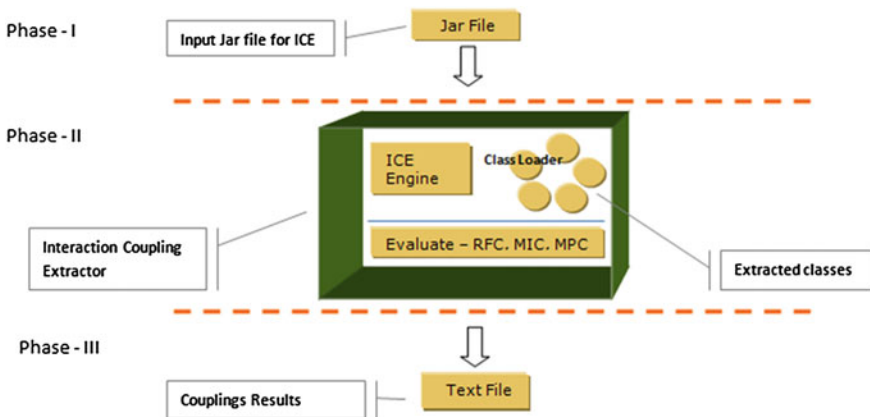 Phase - I
Input Jar file for ICE
Jar File
Phase - II
ICE
Engine
Class Loader
Evaluate – RFC. MIC. MPC
Interaction Coupling
Extractor
Extracted classes
Phase - III
Couplings Results
Text File